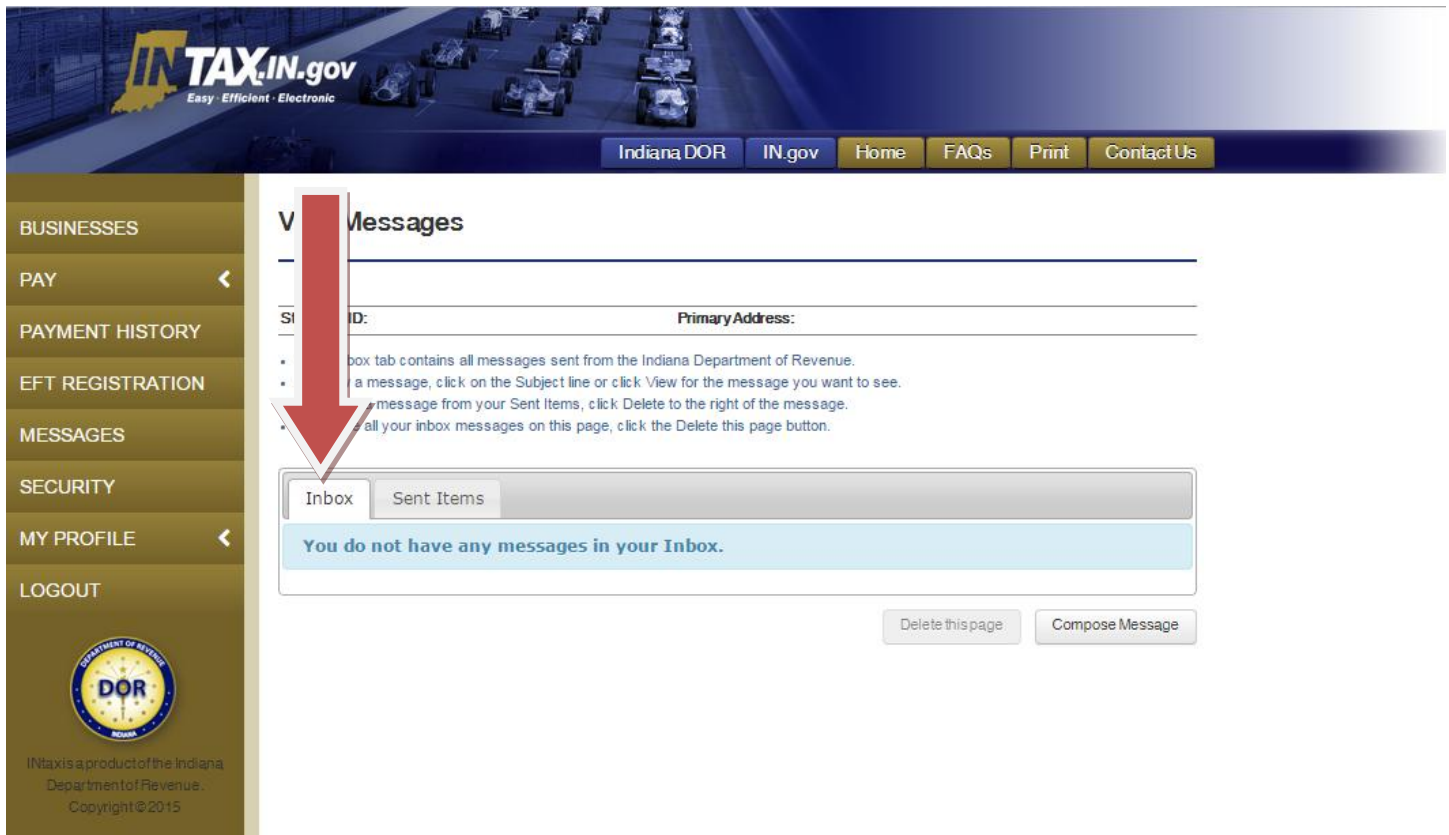 INTAX.IN.gov
Easy · Efficient · Electronic
Indiana DOR IN.gov Home FAQs Print Contact Us
BUSINESSES
PAY
PAYMENT HISTORY
EFT REGISTRATION
MESSAGES
SECURITY
MY PROFILE
LOGOUT
DEPARTMENT OF REVENUE
DOR
INDIANA
INtax is a product of the Indiana
Department of Revenue.
Copyright © 2015
Messages
ID: Primary Address:
tab contains all messages sent from the Indiana Department of Revenue.
a message, click on the Subject line or click View for the message you want to see.
message from your Sent Items, click Delete to the right of the message.
all your inbox messages on this page, click the Delete this page button.
Inbox Sent Items
You do not have any messages in your Inbox.
Delete this page Compose Message